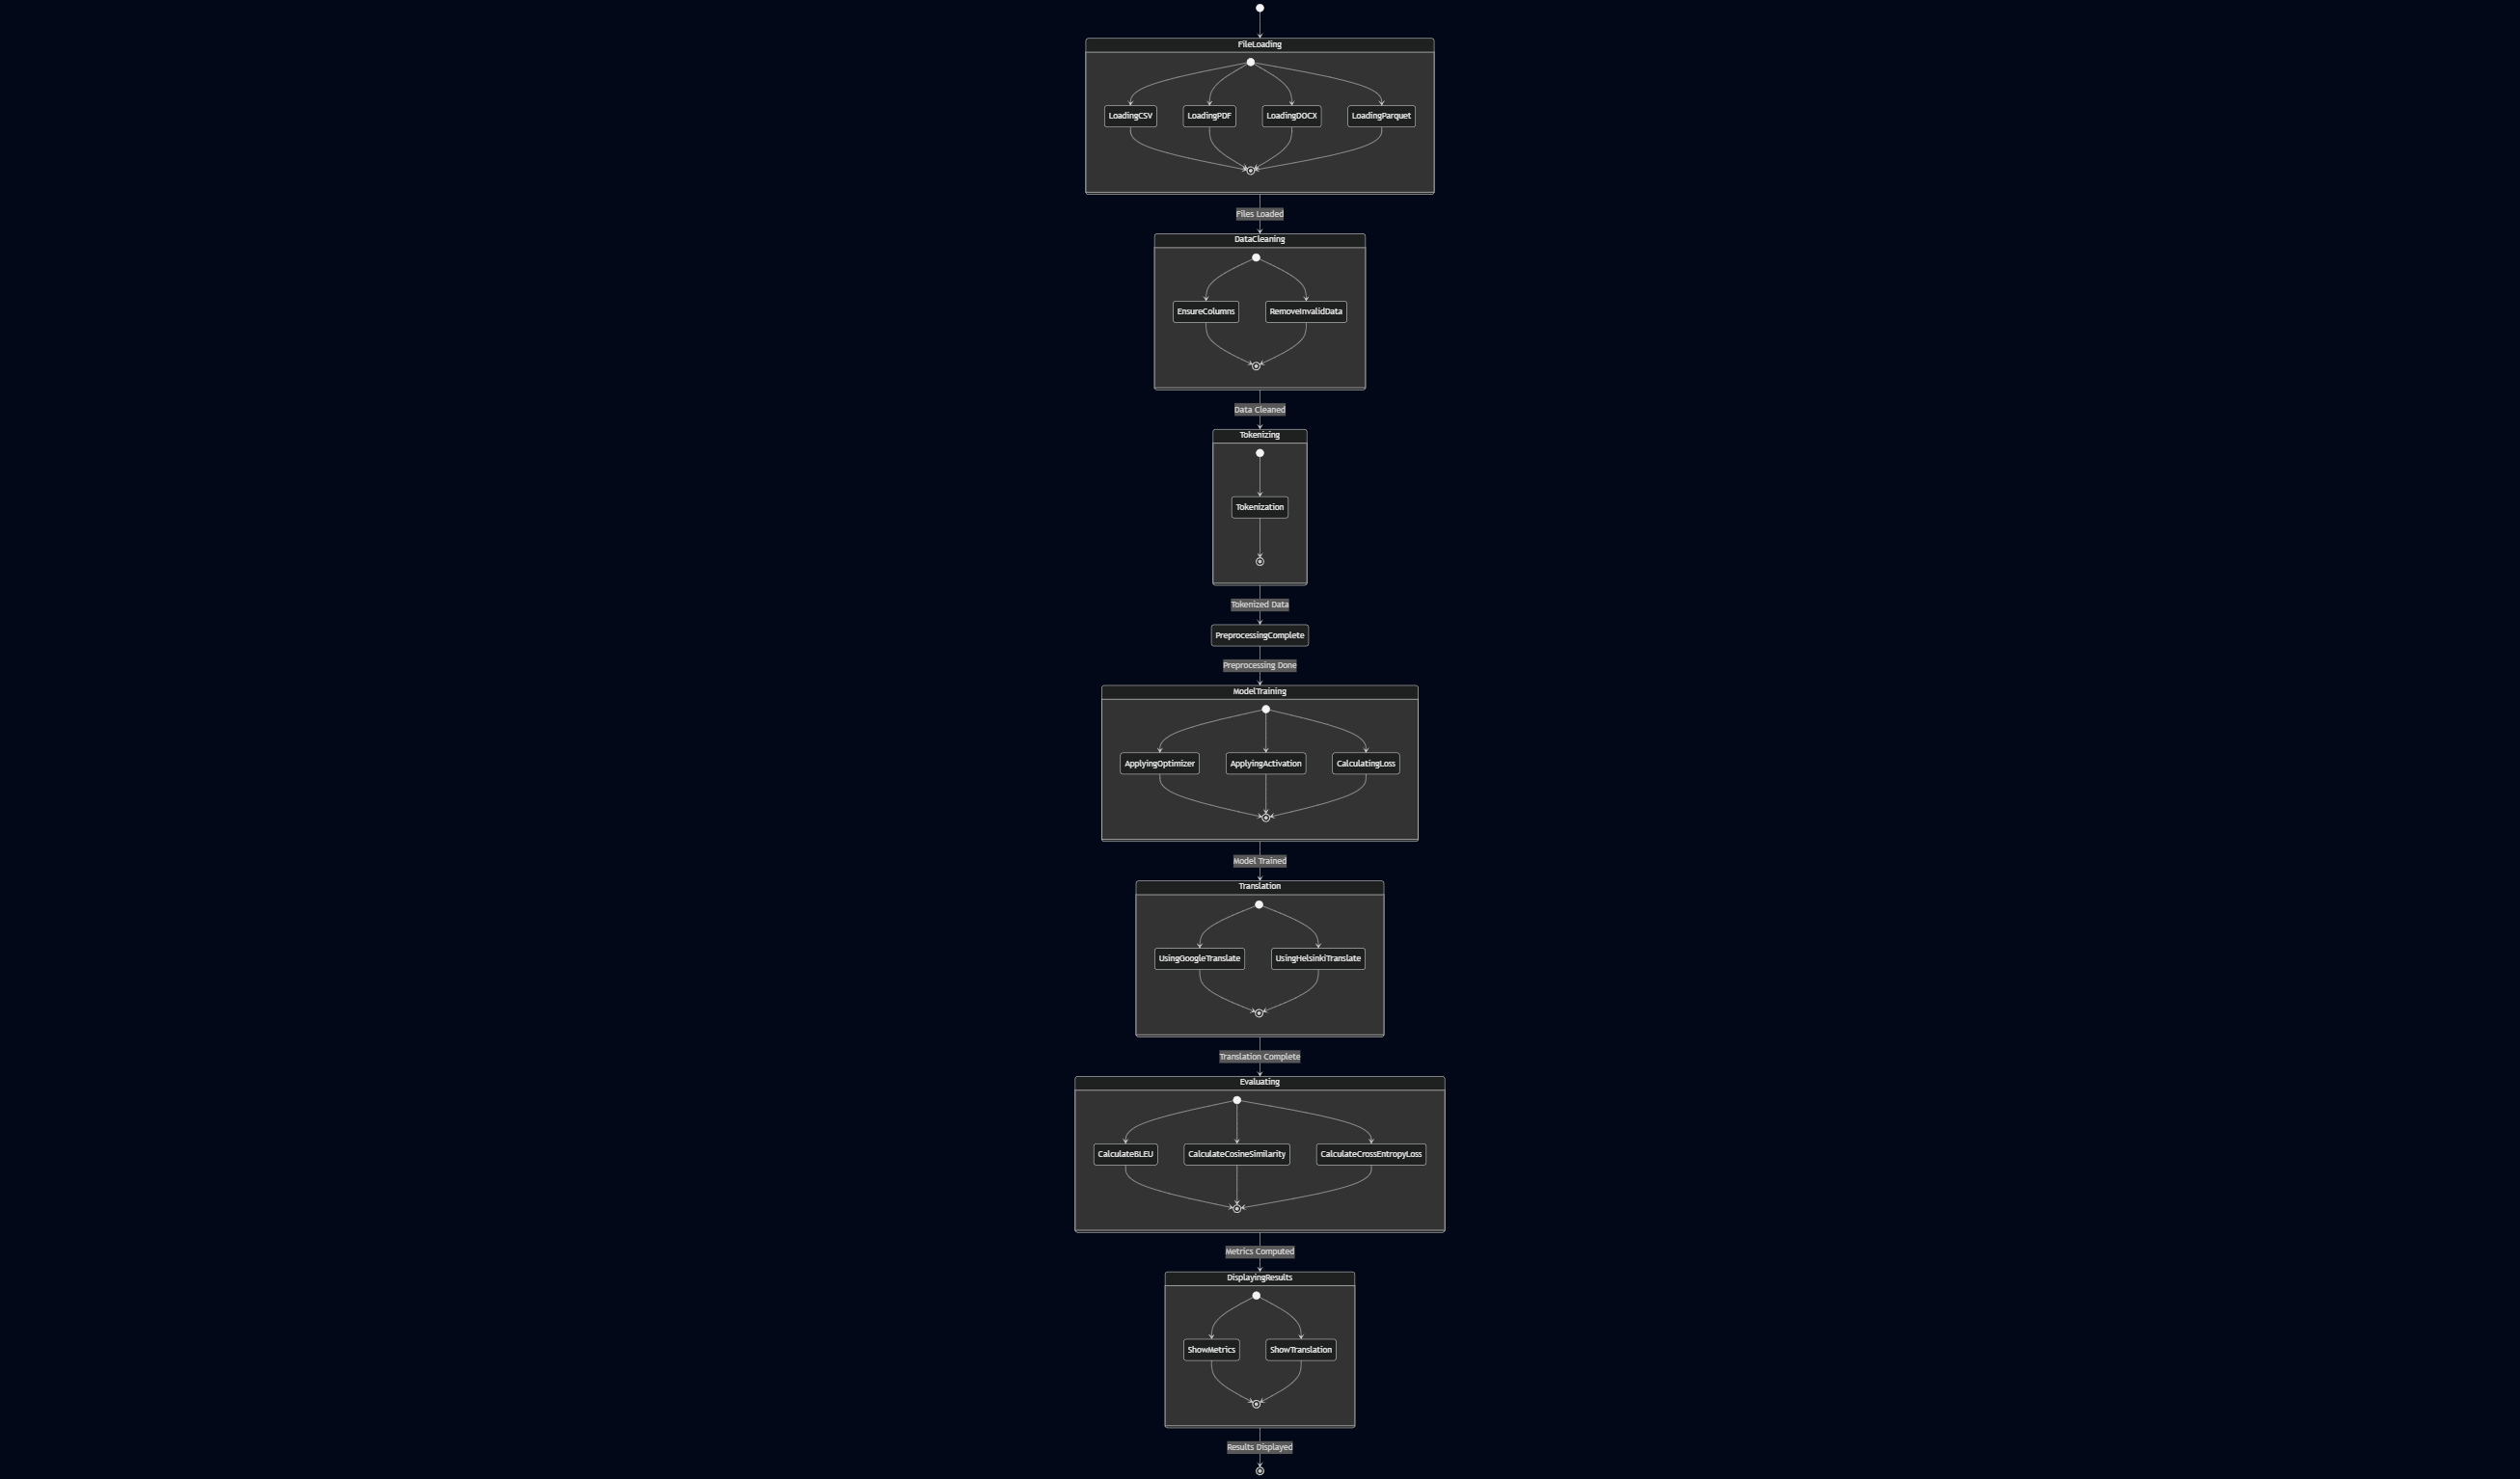 FileLoading
LoadingCSV
LoadingPDF
LoadingDOCX
LoadingParquet
Files Loaded
DataCleaning
EnsureColumns
RemoveInvalidData
Data Cleaned
Tokenizing
Tokenization
Tokenized Data
PreprocessingComplete
Preprocessing Done
ModelTraining
ApplyingOptimizer
ApplyingActivation
CalculatingLoss
Model Trained
Translation
UsingGoogleTranslate
UsingHelsinkiTranslate
Translation Complete
Evaluating
CalculateBLEU
CalculateCosineSimilarity
CalculateCrossEntropyLoss
Metrics Computed
DisplayingResults
ShowMetrics
ShowTranslation
Results Displayed